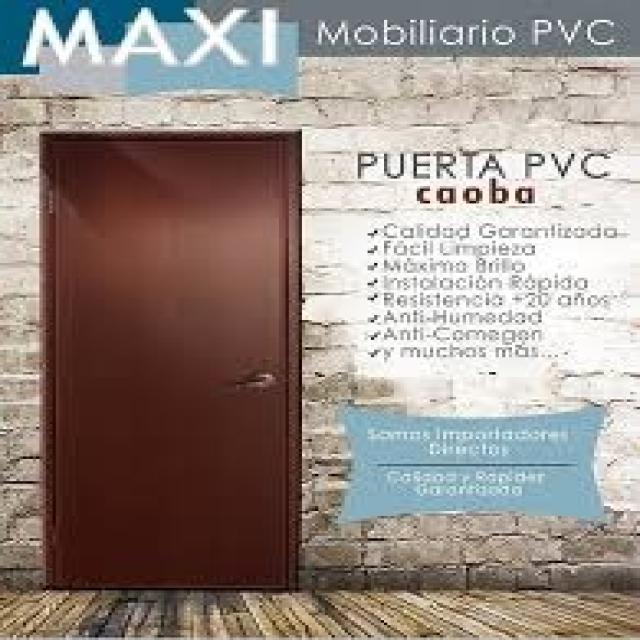 MAXI Mobiliario PVC
PUERTA PVC
caoba
Calidad Garantizada
Fácil Limpieza
Máximo Brillo
Instalación Rápida
Resistencia +20 años
Anti-Humedad
Anti-Comegen
y muchos más...
Somos Importadores
Directos
Calidad y Rapidez
Garantizada